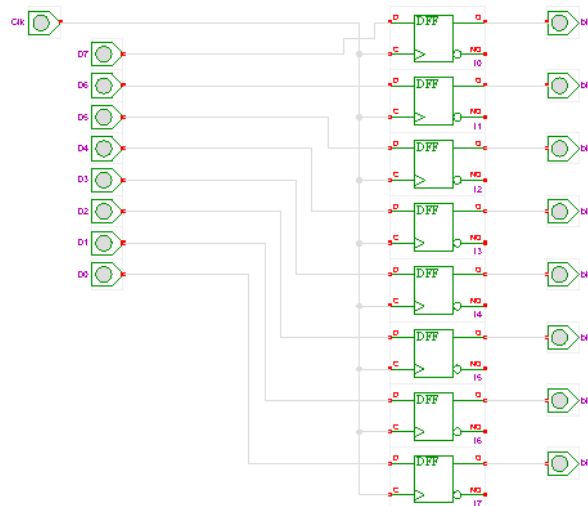 Clk
D7
D6
D5
D4
D3
D2
D1
D0
D DFF Q
C NQ
I0
D DFF Q
C NQ
I1
D DFF Q
C NQ
I2
D DFF Q
C NQ
I3
D DFF Q
C NQ
I4
D DFF Q
C NQ
I5
D DFF Q
C NQ
I6
D DFF Q
C NQ
I7